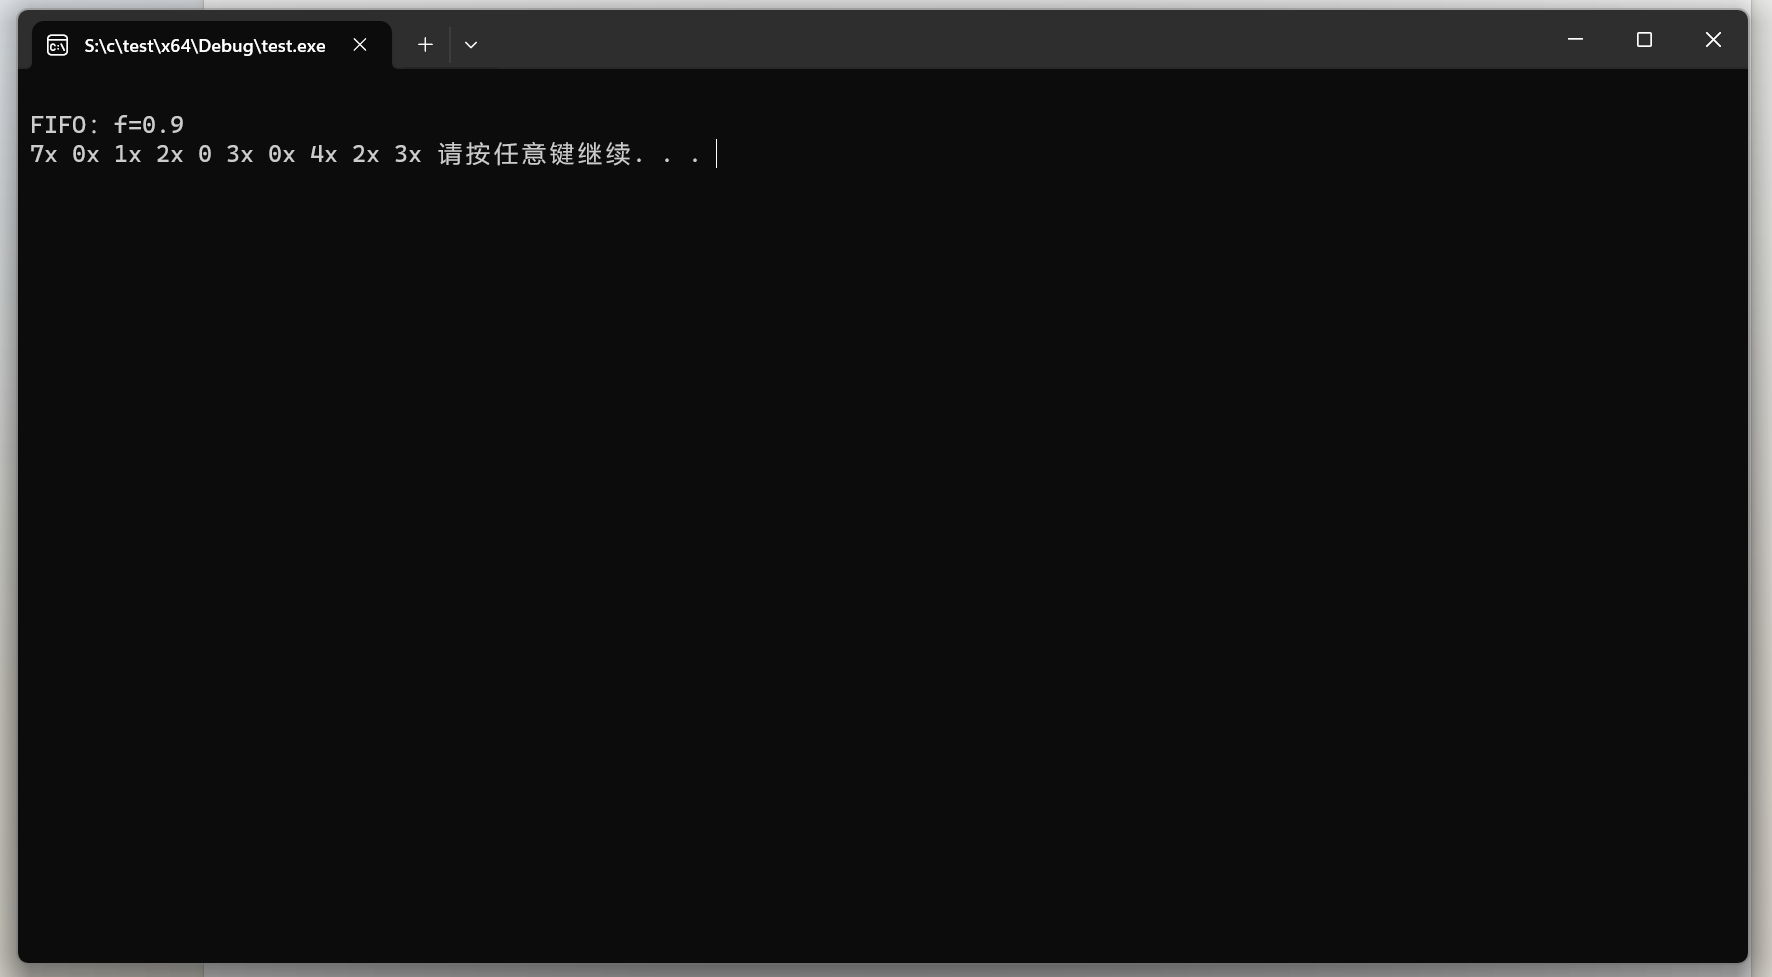 S:\c\test\x64\Debug\test.exe
FIFO: f=0.9
7x 0x 1x 2x 0 3x 0x 4x 2x 3x 请按任意键继续. . .